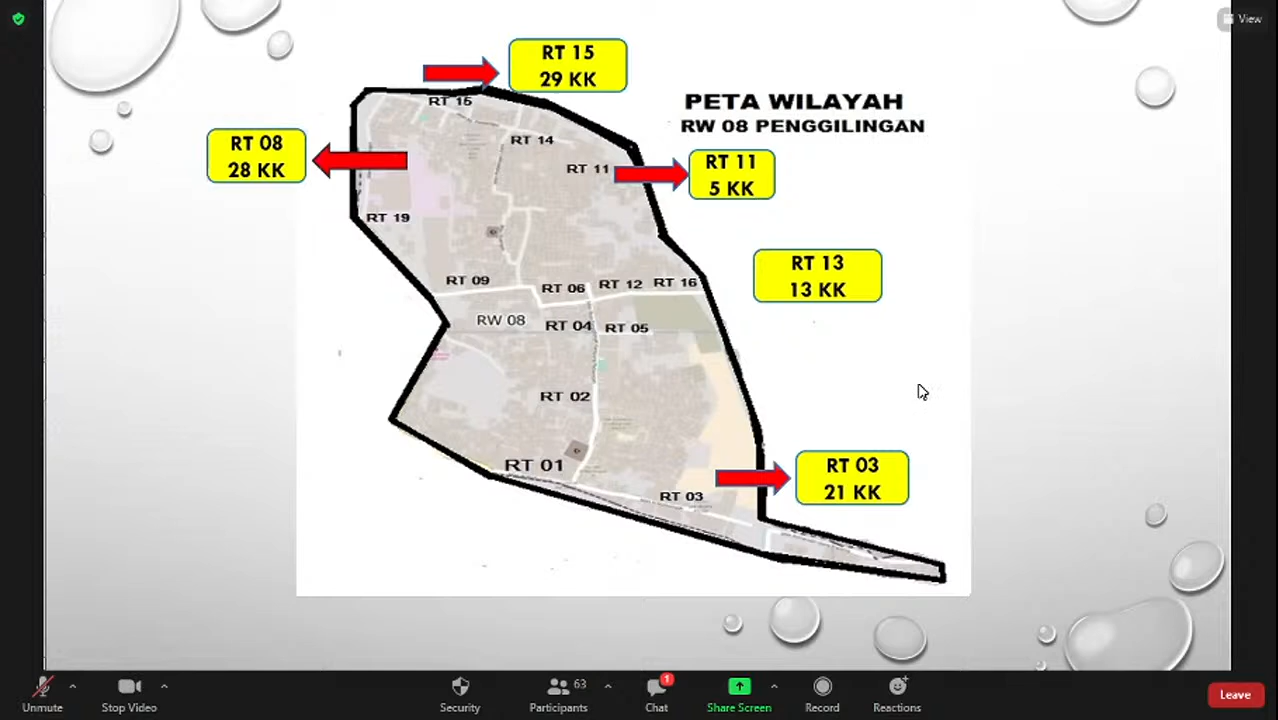 View
RT 15
29 KK
PETA WILAYAH
RW 08 PENGGILINGAN
RT 15
RT 14
RT 08
28 KK
RT 11
RT 11
5 KK
RT 19
RT 13
13 KK
RT 09
RT 06
RT 12
RT 16
RW 08
RT 04
RT 05
RT 02
RT 01
RT 03
RT 03
21 KK
Unmute
Stop Video
Security
63
Participants
1
Chat
Share Screen
Record
Reactions
Leave